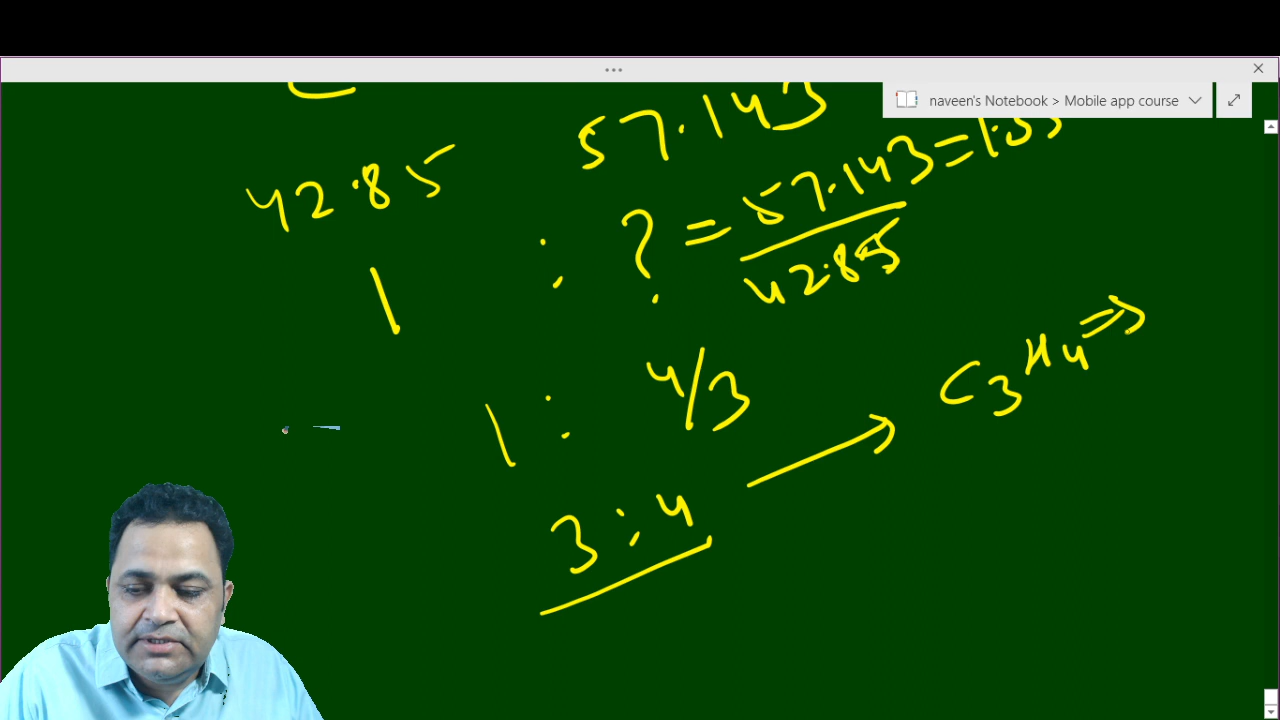 naveen's Notebook > Mobile app course
C
42.85 57.143
1 : ? = 57.143/42.85 = 1.33
1 : 4/3
3 : 4 → C3H4 ⇒